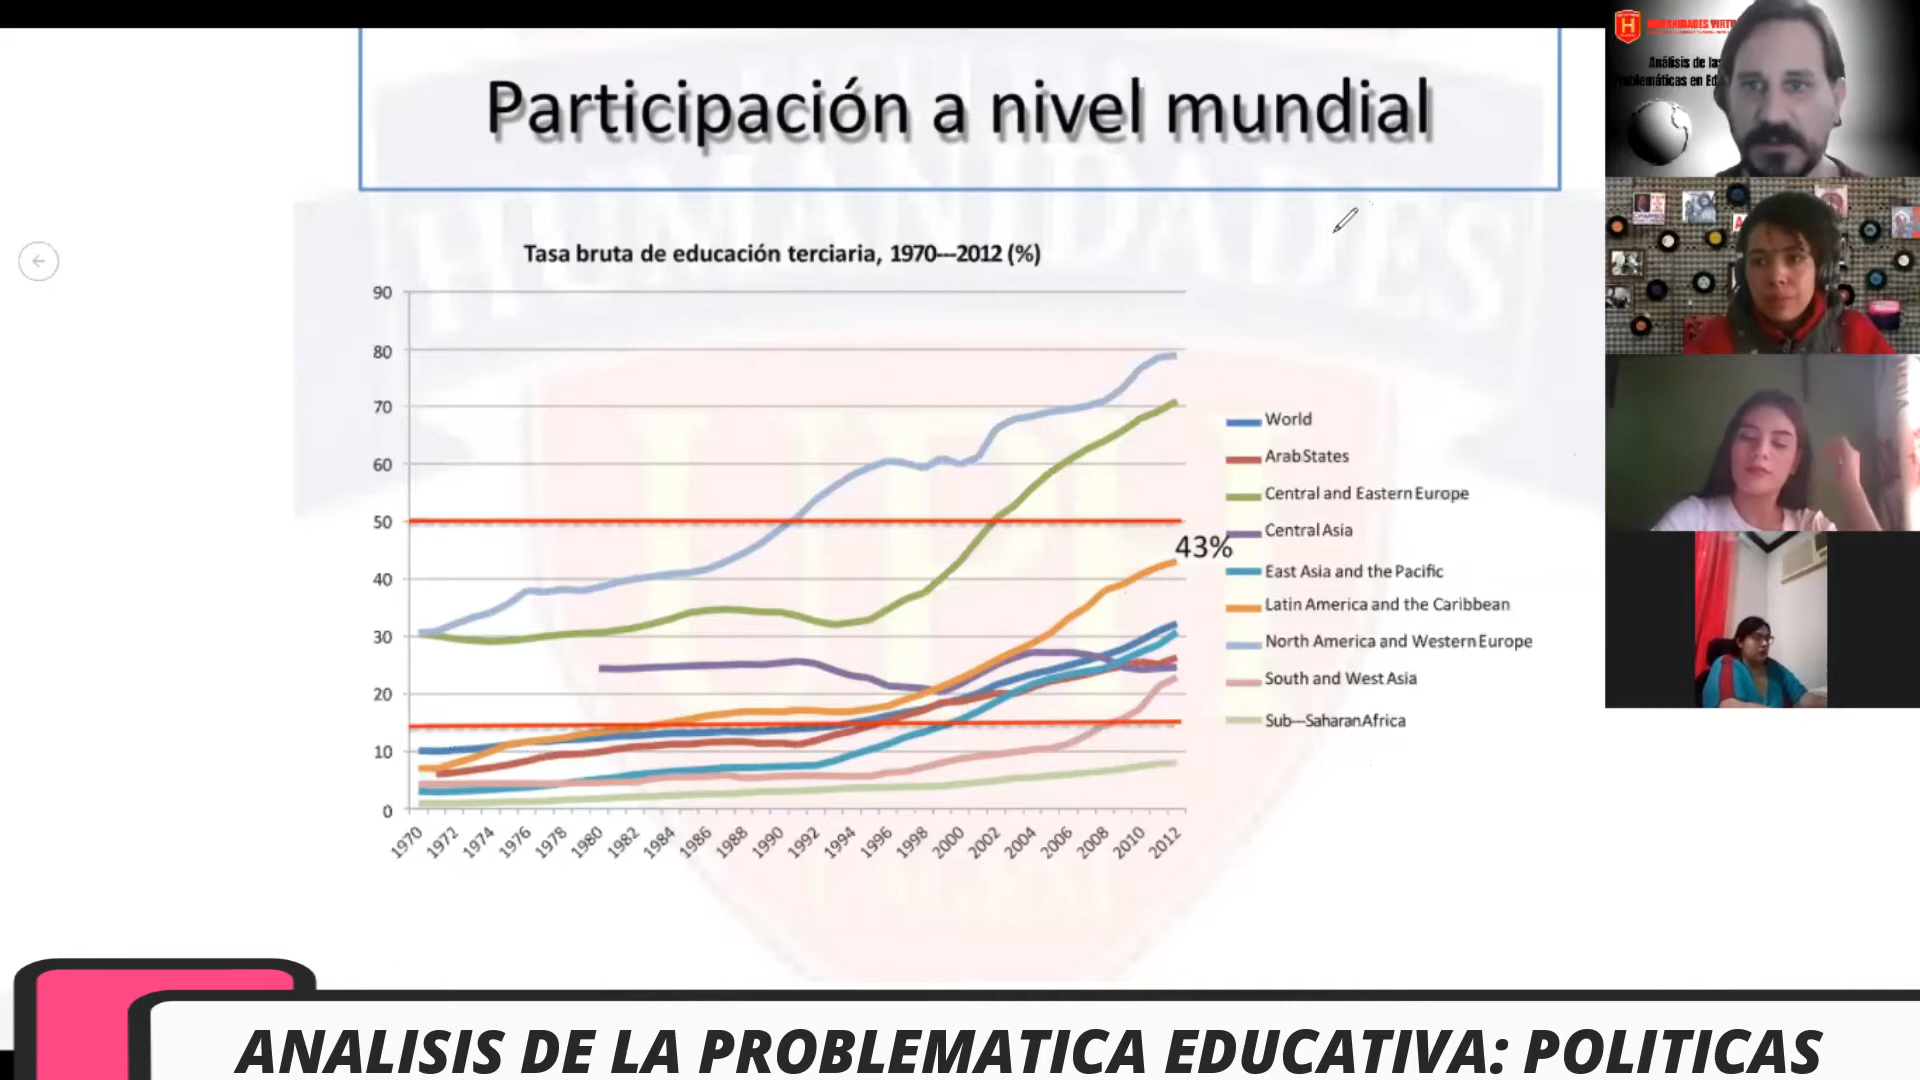 Participación a nivel mundial
HUMANIDADES
Tasa bruta de educación terciaria, 1970---2012 (%)
90
80
70
60
50
40
30
20
10
0
1970
1972
1974
1976
1978
1980
1982
1984
1986
1988
1990
1992
1994
1996
1998
2000
2002
2004
2006
2008
2010
2012
43%
World
Arab States
Central and Eastern Europe
Central Asia
East Asia and the Pacific
Latin America and the Caribbean
North America and Western Europe
South and West Asia
Sub---Saharan Africa
H
Análisis de las
ANALISIS DE LA PROBLEMATICA EDUCATIVA: POLITICAS